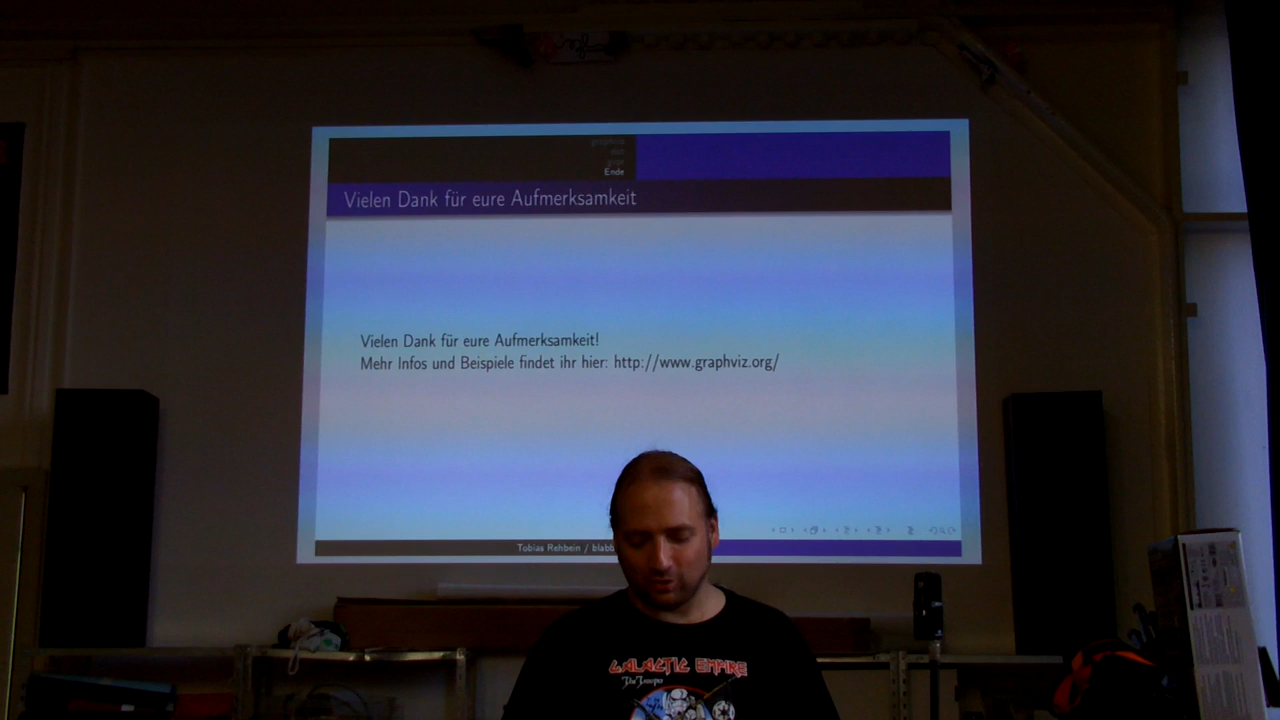 Ende
Vielen Dank für eure Aufmerksamkeit
Vielen Dank für eure Aufmerksamkeit!
Mehr Infos und Beispiele findet ihr hier: http://www.graphviz.org/
Tobias Rehbein / blabb
GALACTIC EMPIRE